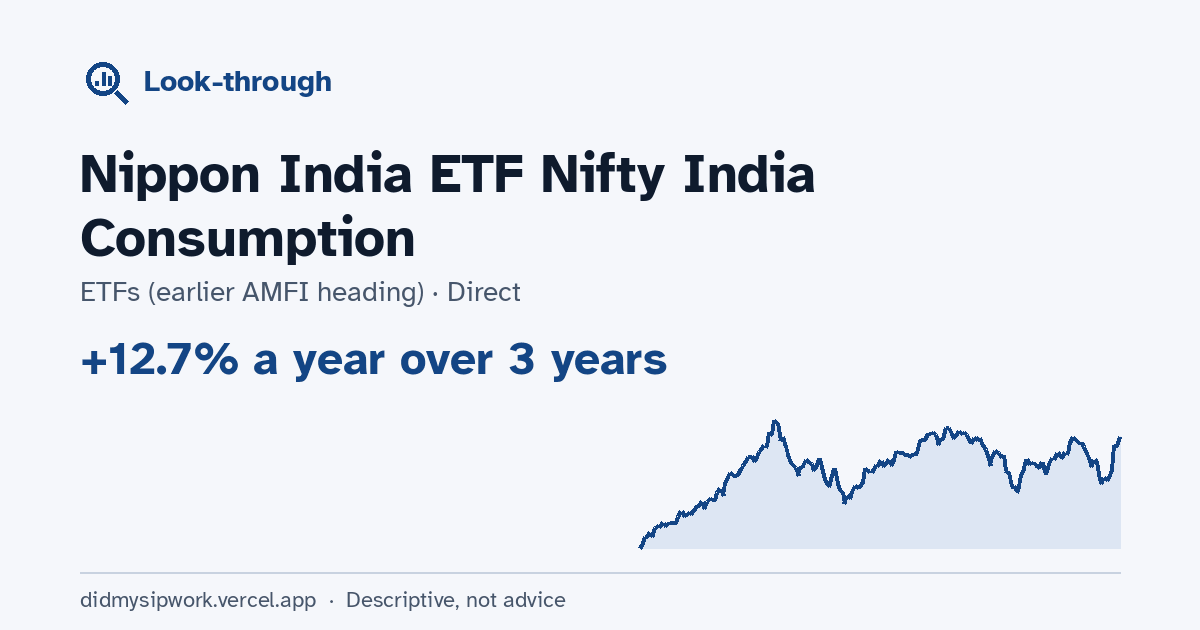 Look-through
Nippon India ETF Nifty India
Consumption
ETFs (earlier AMFI heading) · Direct
+12.7% a year over 3 years
didmysipwork.vercel.app · Descriptive, not advice